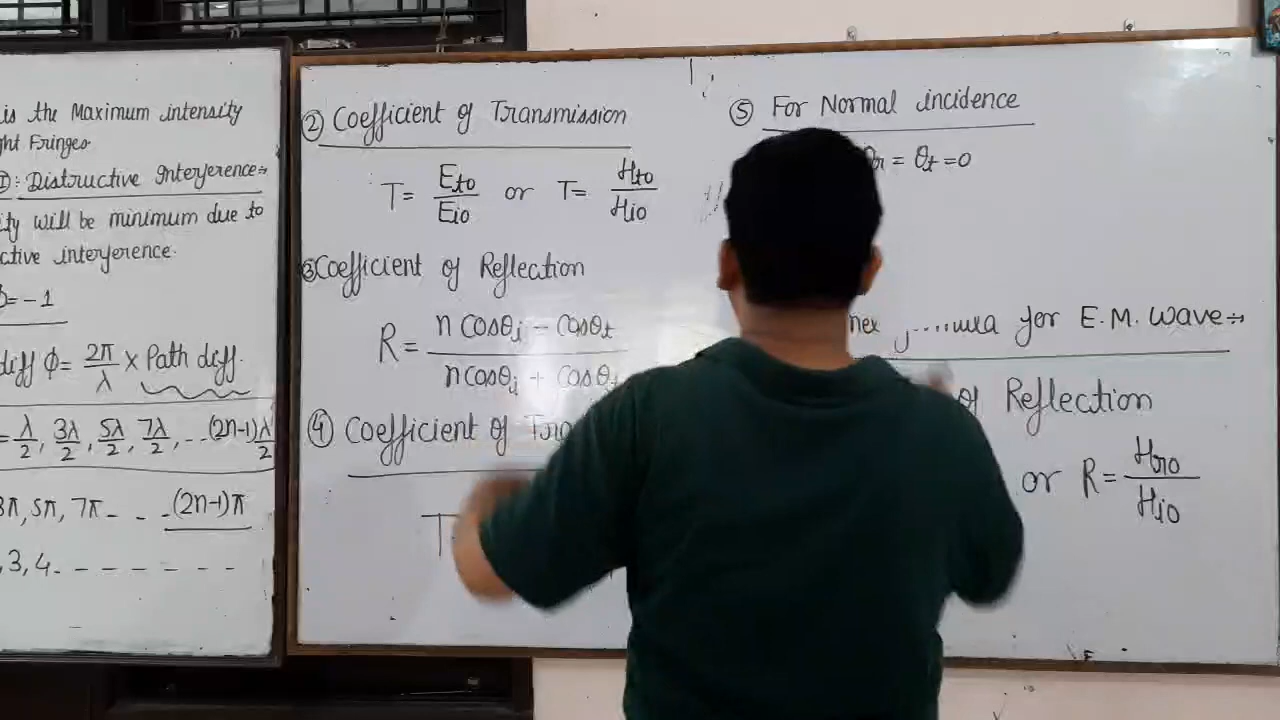 is the Maximum intensity
ght Fringes
I: Distructive Interference→
ity will be minimum due to
ctive interference.
= -1
diff ϕ= 2π/λ × Path diff.
= λ/2, 3λ/2, 5λ/2, 7λ/2, .. (2n-1)λ/2
3π, 5π, 7π - - - (2n-1)π
, 3, 4 - - - - - - -
② Coefficient of Transmission
T= Eto/Eio or T= Hto/Hio
③ Coefficient of Reflection
R= n cosθi - cosθt / n cosθi + cosθt
④ Coefficient of
T
⑤ For Normal incidence
θr = θt = 0
for E.M. wave→
of Reflection
or R= Hro/Hio